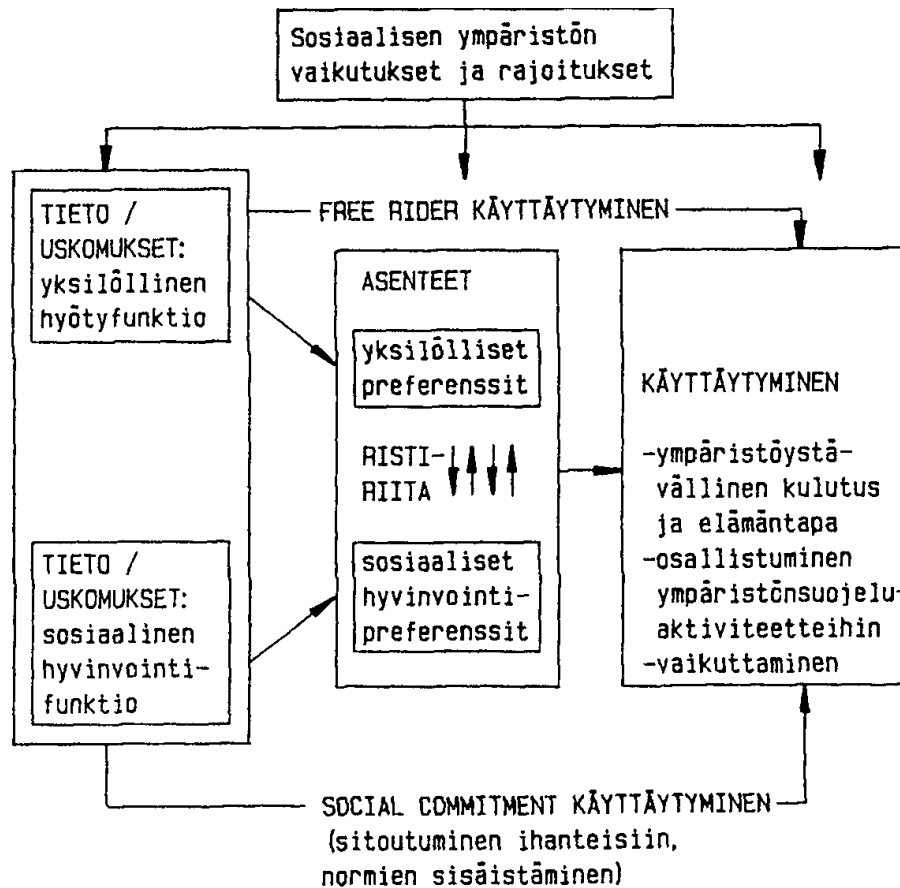 Sosiaalisen ympäristön
vaikutukset ja rajoitukset
TIETO /
USKOMUKSET:
yksilöllinen
hyötyfunktio
FREE RIDER KÄYTTÄYTYMINEN
ASENTEET
yksilölliset
preferenssit
RISTI-
RIITA
sosiaaliset
hyvinvointi-
preferenssit
TIETO /
USKOMUKSET:
sosiaalinen
hyvinvointi-
funktio
KÄYTTÄYTYMINEN
-ympäristöystä-
vällinen kulutus
ja elämäntapa
-osallistuminen
ympäristönsuojelu-
aktiviteetteihin
-vaikuttaminen
SOCIAL COMMITMENT KÄYTTÄYTYMINEN
(sitoutuminen ihanteisiin,
normien sisäistäminen)